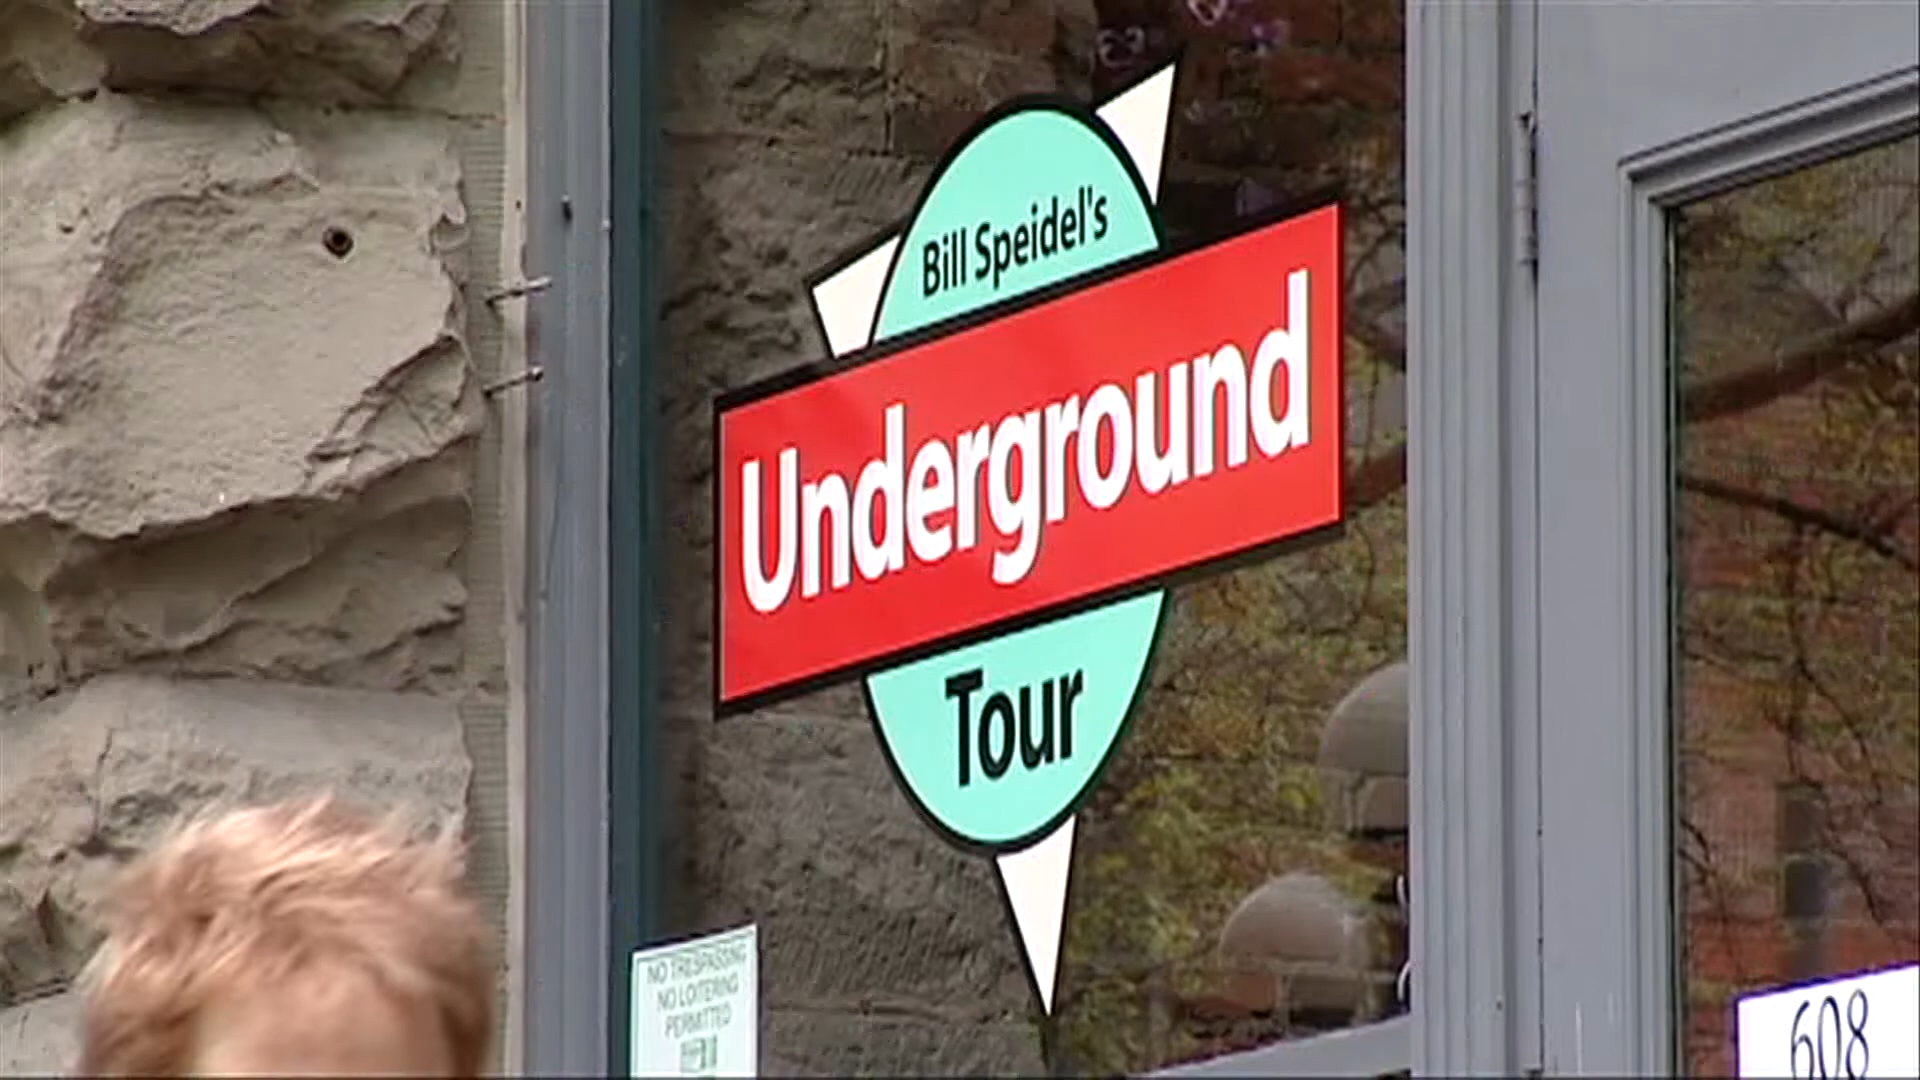 Bill Speidel's
Underground
Tour
NO TRESPASSING
NO LOITERING
PERMITTED
608